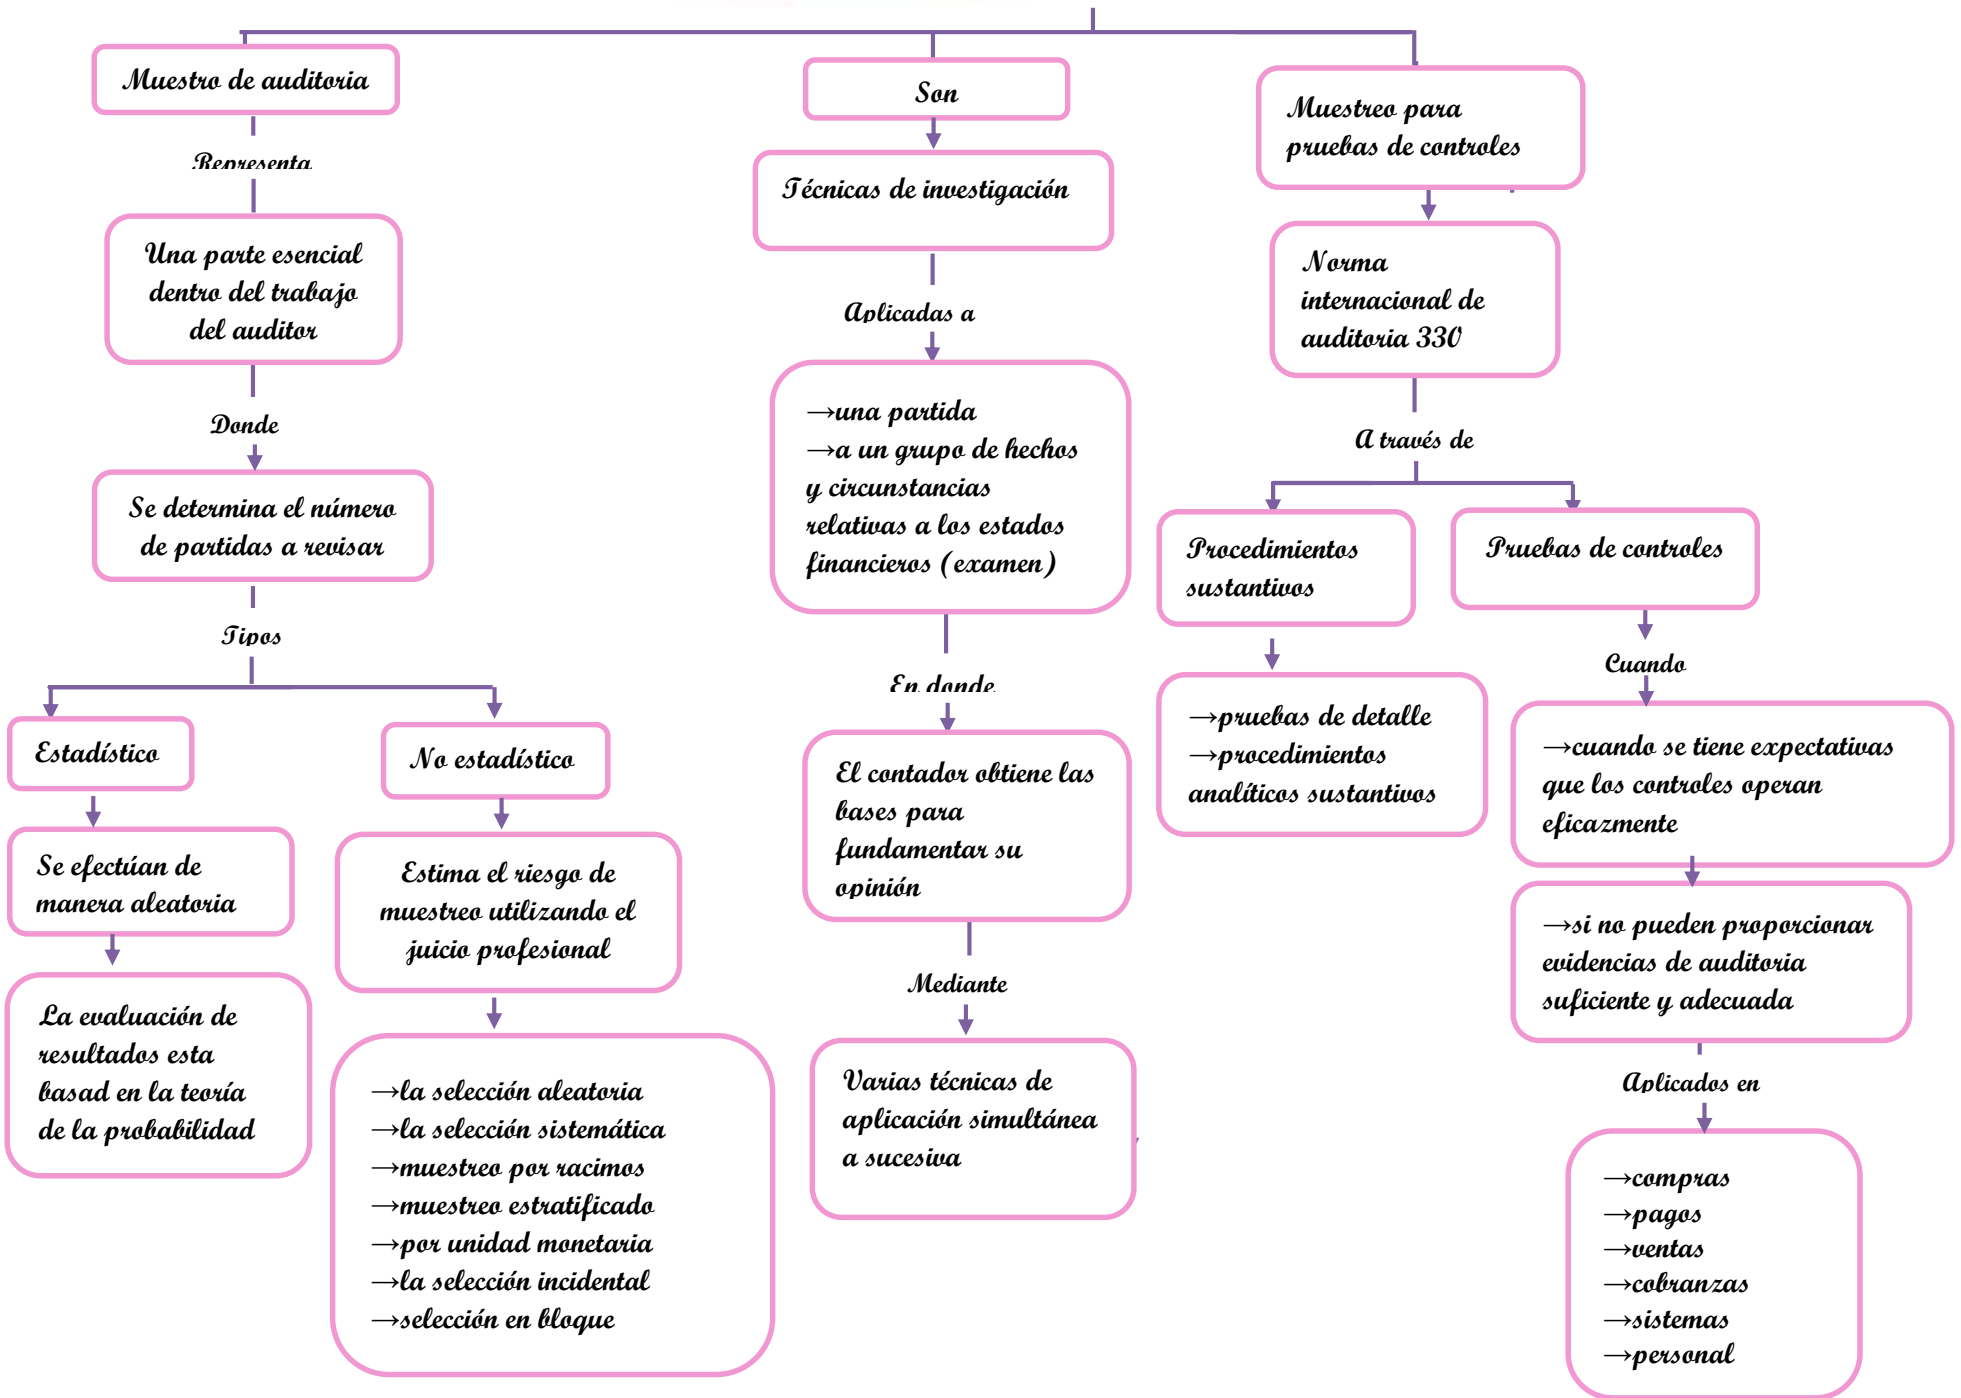 Muestro de auditoria
Representa
Una parte esencial
dentro del trabajo
del auditor
Donde
Se determina el número
de partidas a revisar
Tipos
Estadístico
Se efectúan de
manera aleatoria
La evaluación de
resultados esta
basad en la teoría
de la probabilidad
No estadístico
Estima el riesgo de
muestreo utilizando el
juicio profesional
→la selección aleatoria
→la selección sistemática
→muestreo por racimos
→muestreo estratificado
→por unidad monetaria
→la selección incidental
→selección en bloque
Son
Técnicas de investigación
Aplicadas a
→una partida
→a un grupo de hechos
y circunstancias
relativas a los estados
financieros (examen)
En donde
El contador obtiene las
bases para
fundamentar su
opinión
Mediante
Varias técnicas de
aplicación simultánea
a sucesiva
Muestreo para
pruebas de controles
Norma
internacional de
auditoria 330
A través de
Procedimientos
sustantivos
→pruebas de detalle
→procedimientos
analíticos sustantivos
Pruebas de controles
Cuando
→cuando se tiene expectativas
que los controles operan
eficazmente
→si no pueden proporcionar
evidencias de auditoria
suficiente y adecuada
Aplicados en
→compras
→pagos
→ventas
→cobranzas
→sistemas
→personal